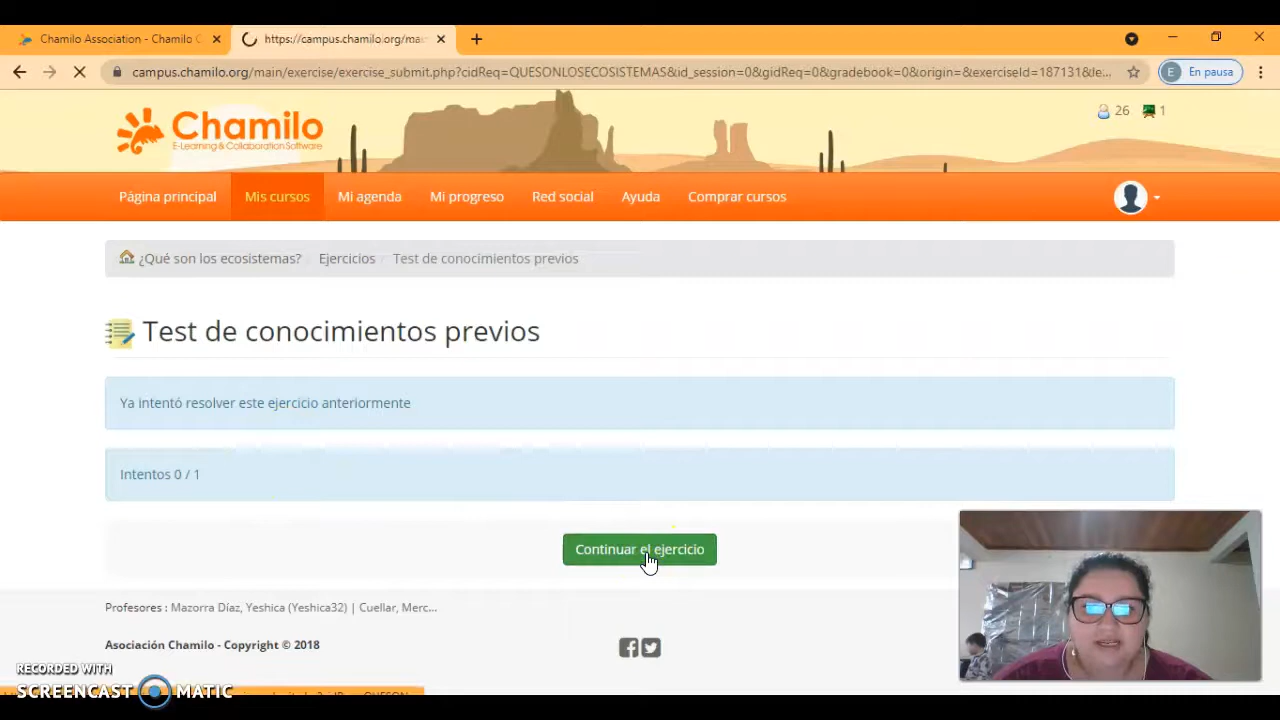 Chamilo Association - Chamilo C
https://campus.chamilo.org/ma
campus.chamilo.org/main/exercise/exercise_submit.php?cidReq=QUESONLOSECOSISTEMAS&id_session=0&gidReq=0&gradebook=0&origin=&exerciseId=187131&le...
E
En pausa
Chamilo
E-Learning & Collaboration Software
26
1
Página principal
Mis cursos
Mi agenda
Mi progreso
Red social
Ayuda
Comprar cursos
¿Qué son los ecosistemas? / Ejercicios / Test de conocimientos previos
Test de conocimientos previos
Ya intentó resolver este ejercicio anteriormente
Intentos 0 / 1
Continuar el ejercicio
Profesores : Mazorra Díaz, Yeshica (Yeshica32) | Cuellar, Merc...
Asociación Chamilo - Copyright © 2018
RECORDED WITH
SCREENCAST MATIC